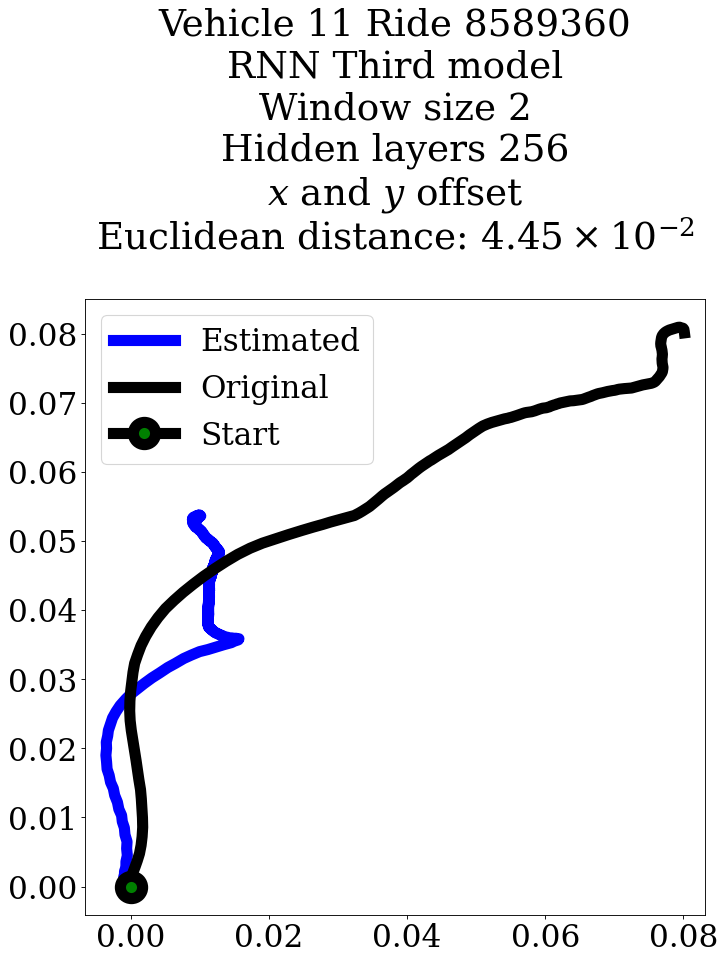 Vehicle 11 Ride 8589360
RNN Third model
Window size 2
Hidden layers 256
x and y offset
Euclidean distance: 4.45 × 10⁻²
Estimated
Original
Start
0.08
0.07
0.06
0.05
0.04
0.03
0.02
0.01
0.00
0.00 0.02 0.04 0.06 0.08